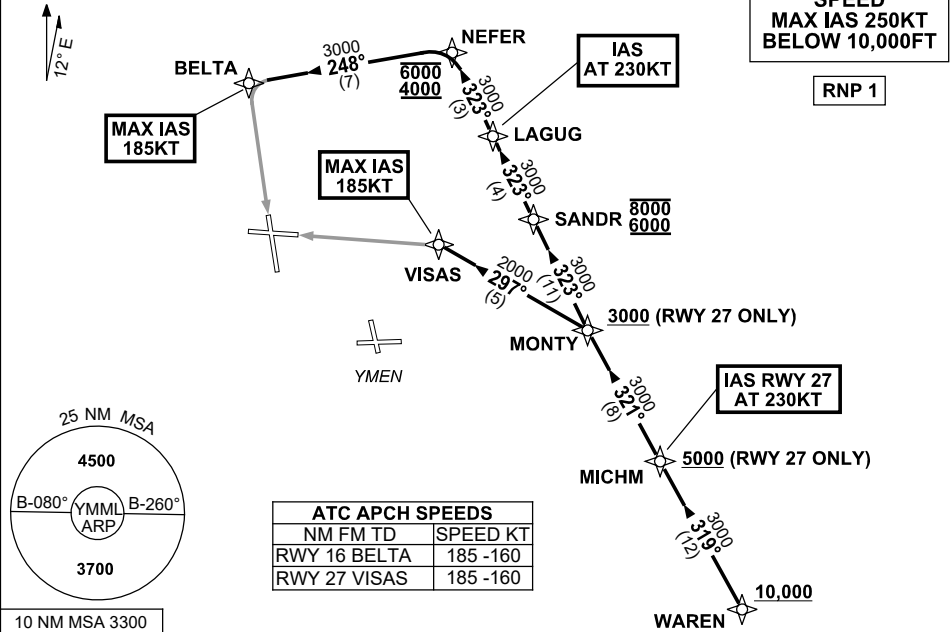 SPEED
MAX IAS 250KT
BELOW 10,000FT
RNP 1
12° E
NEFER
3000
248°
(7)
BELTA
6000
4000
IAS
AT 230KT
3000
323°
(3)
MAX IAS
185KT
LAGUG
MAX IAS
185KT
3000
323°
(4)
SANDR
8000
6000
VISAS
2000
297°
(5)
3000
323°
(11)
3000 (RWY 27 ONLY)
MONTY
YMEN
3000
321°
(8)
IAS RWY 27
AT 230KT
MICHM
5000 (RWY 27 ONLY)
25 NM MSA
4500
B-080°
YMML
ARP
B-260°
3700
10 NM MSA 3300
ATC APCH SPEEDS
NM FM TD SPEED KT
RWY 16 BELTA 185 -160
RWY 27 VISAS 185 -160
3000
319°
(12)
10,000
WAREN